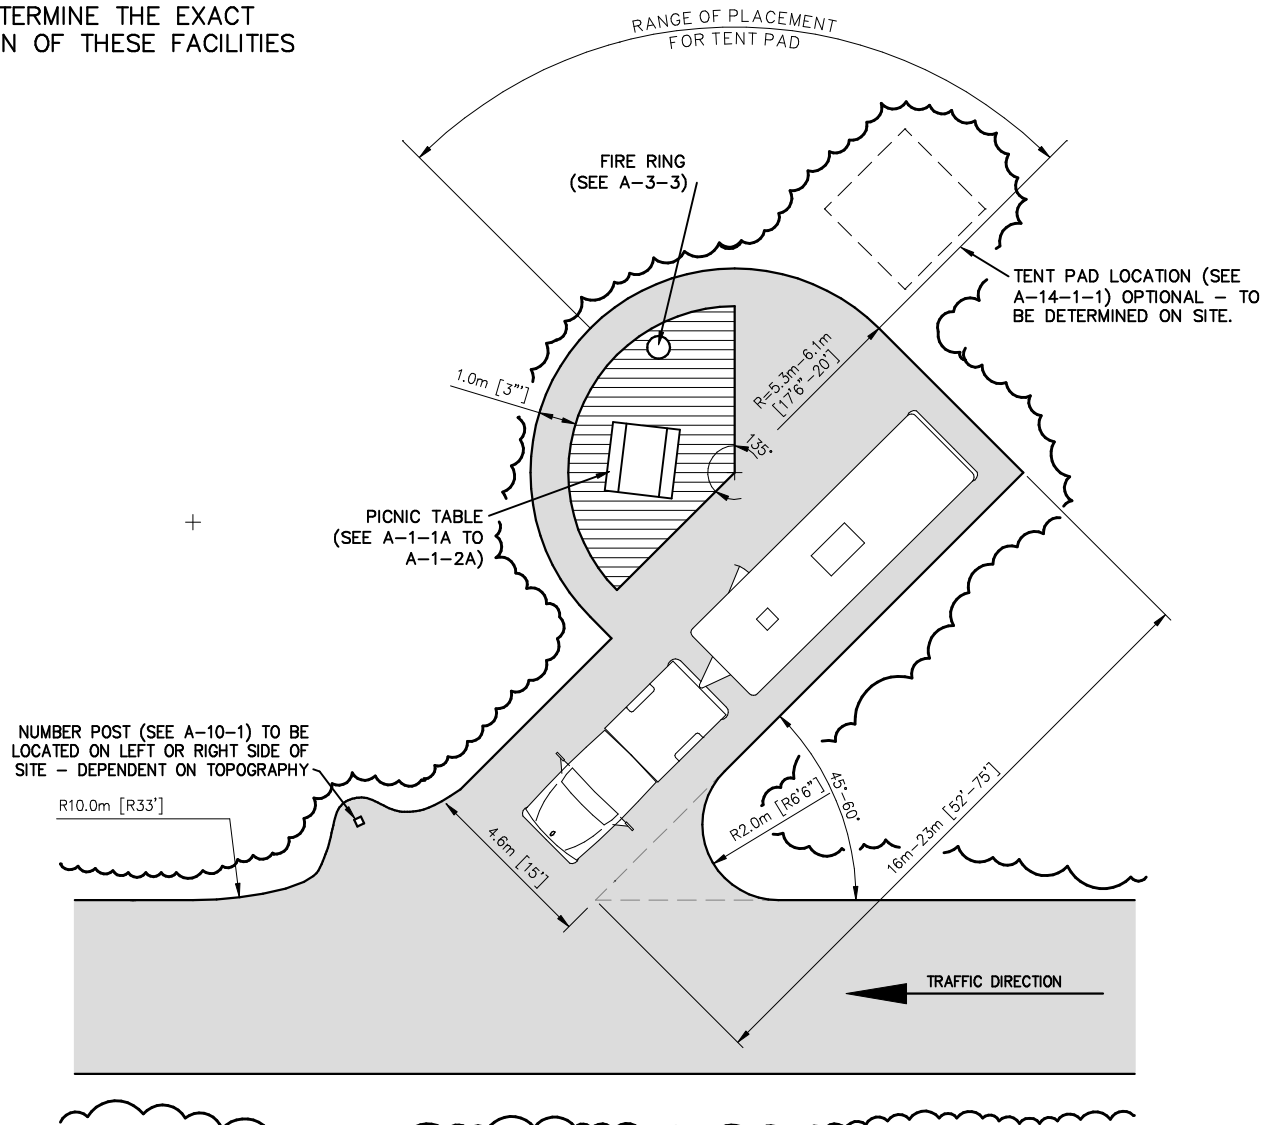 TERMINE THE EXACT
N OF THESE FACILITIES
RANGE OF PLACEMENT
FOR TENT PAD
FIRE RING
(SEE A-3-3)
TENT PAD LOCATION (SEE
A-14-1-1) OPTIONAL - TO
BE DETERMINED ON SITE.
R=5.3m-6.1m
[17'6"-20']
1.0m [3"']
135°
PICNIC TABLE
(SEE A-1-1A TO
A-1-2A)
NUMBER POST (SEE A-10-1) TO BE
LOCATED ON LEFT OR RIGHT SIDE OF
SITE - DEPENDENT ON TOPOGRAPHY
R10.0m [R33']
4.6m [15']
R2.0m [R6'6"]
45°-60°
16m-23m [52'-75']
TRAFFIC DIRECTION